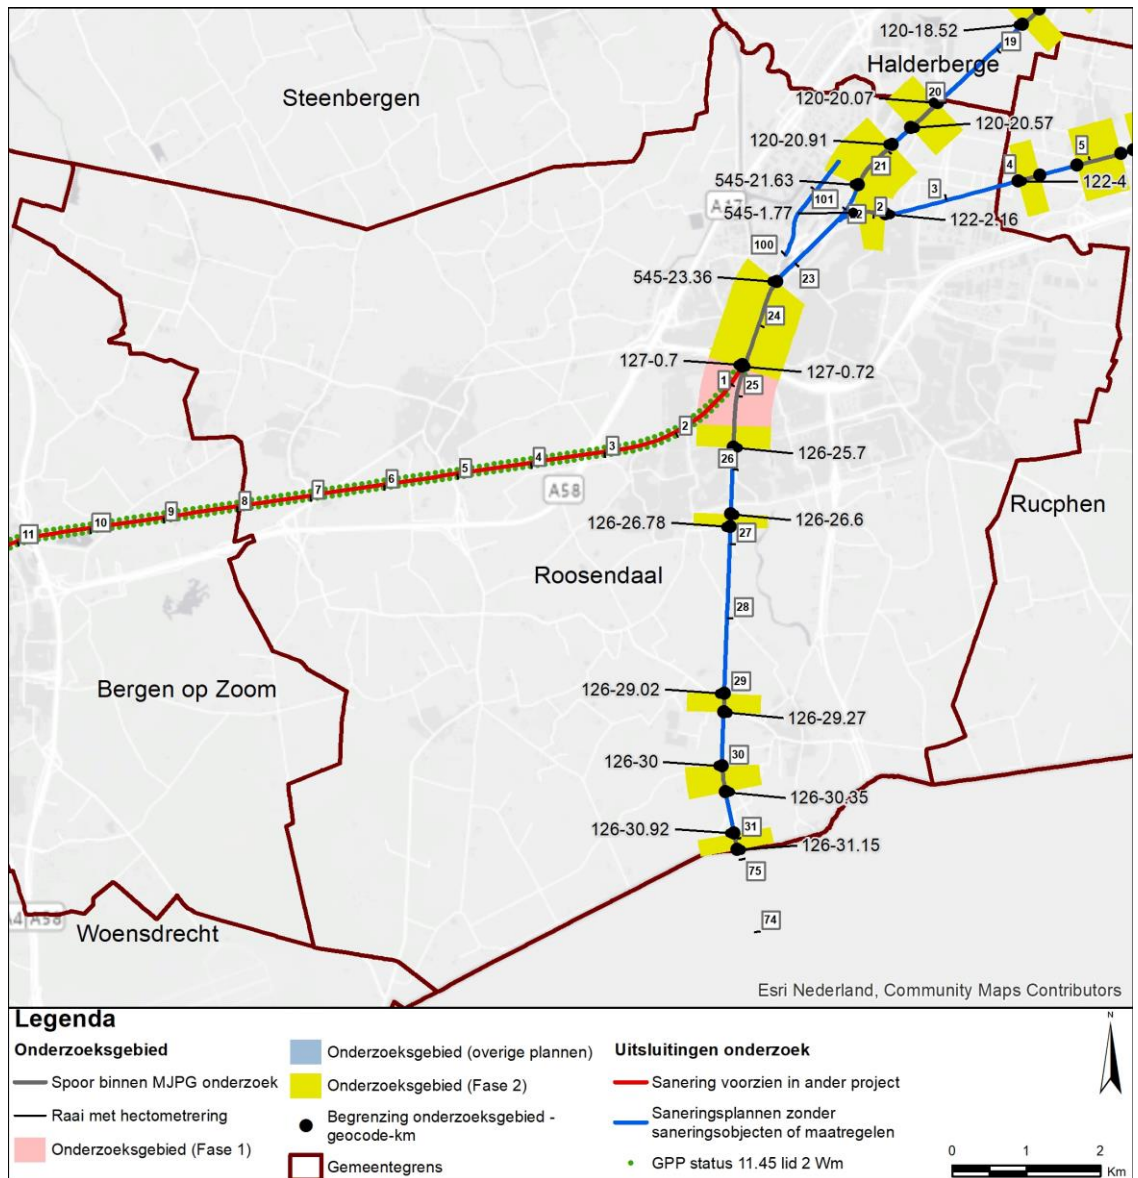 120-18.52
19
Halderberge
Steenbergen
120-20.07
20
120-20.57
120-20.91
5
21
4
122-4
545-21.63
3
A17
101
2
545-1.77
122-2.16
100
23
545-23.36
24
127-0.7
127-0.72
1
25
2
3
26
126-25.7
4
5
6
A58
7
8
Rucphen
9
126-26.6
10
126-26.78
11
27
Roosendaal
28
29
126-29.02
Bergen op Zoom
126-29.27
30
126-30
126-30.35
31
126-30.92
126-31.15
75
A4 A58
74
Woensdrecht
Esri Nederland, Community Maps Contributors
Legenda
Onderzoeksgebied
Spoor binnen MJPG onderzoek
Raai met hectometrering
Onderzoeksgebied (Fase 1)
Onderzoeksgebied (overige plannen)
Onderzoeksgebied (Fase 2)
Begrenzing onderzoeksgebied -
geocode-km
Gemeentegrens
Uitsluitingen onderzoek
Sanering voorzien in ander project
Saneringsplannen zonder
saneringsobjecten of maatregelen
GPP status 11.45 lid 2 Wm
N
0 1 2
Km